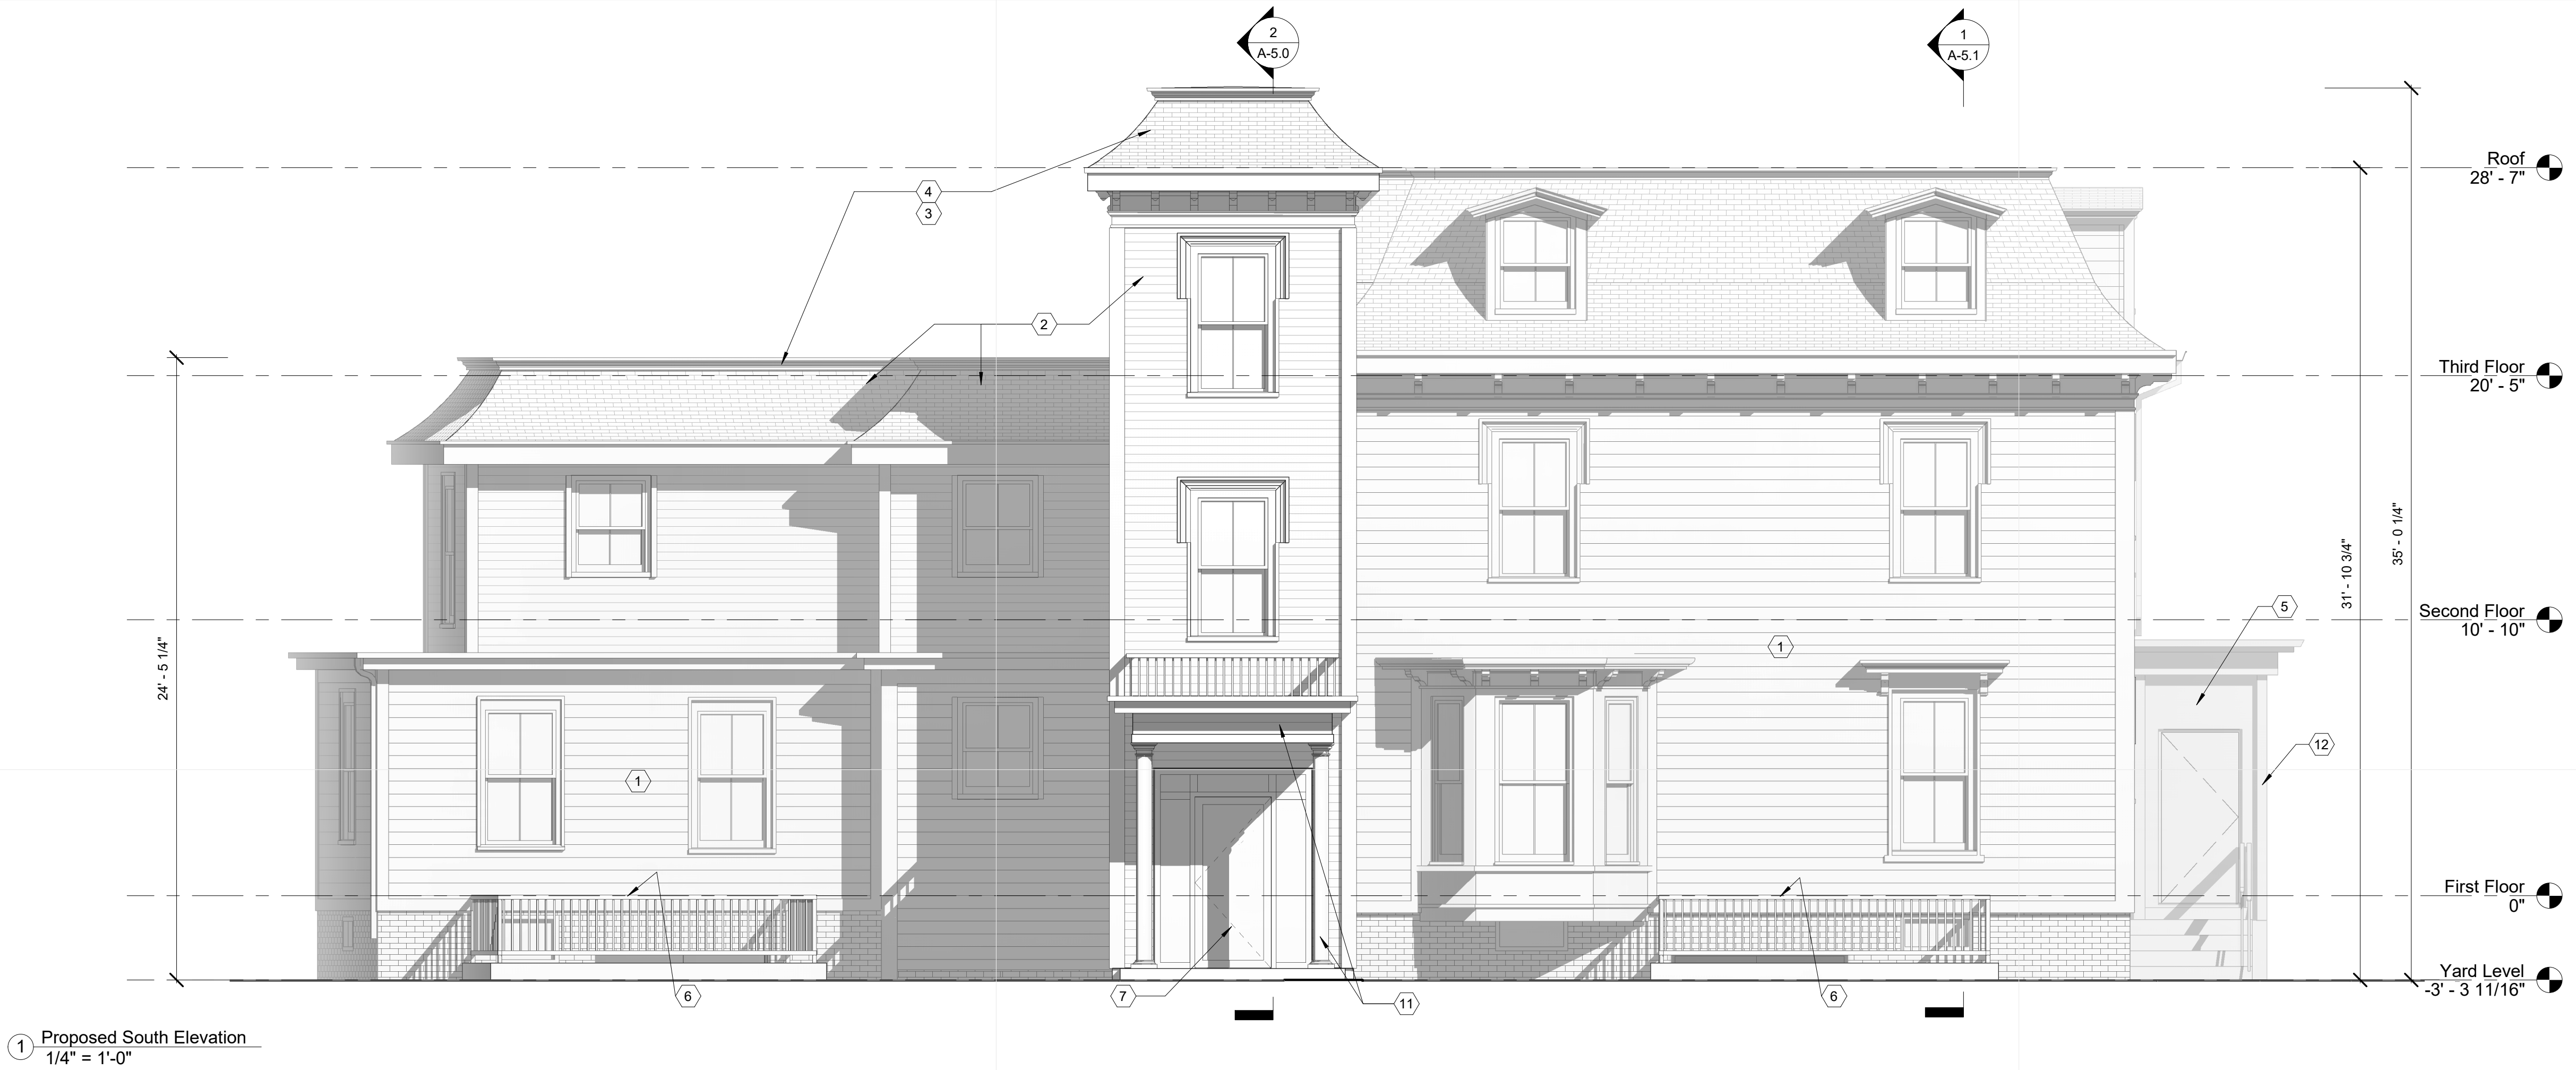 2
A-5.0
1
A-5.1
Roof
28' - 7"
4
3
2
Third Floor
20' - 5"
24' - 5 1/4"
31' - 10 3/4"
35' - 0 1/4"
Second Floor
10' - 10"
5
1
12
1
First Floor
0"
6
7
11
6
Yard Level
-3' - 3 11/16"
1
Proposed South Elevation
1/4" = 1'-0"